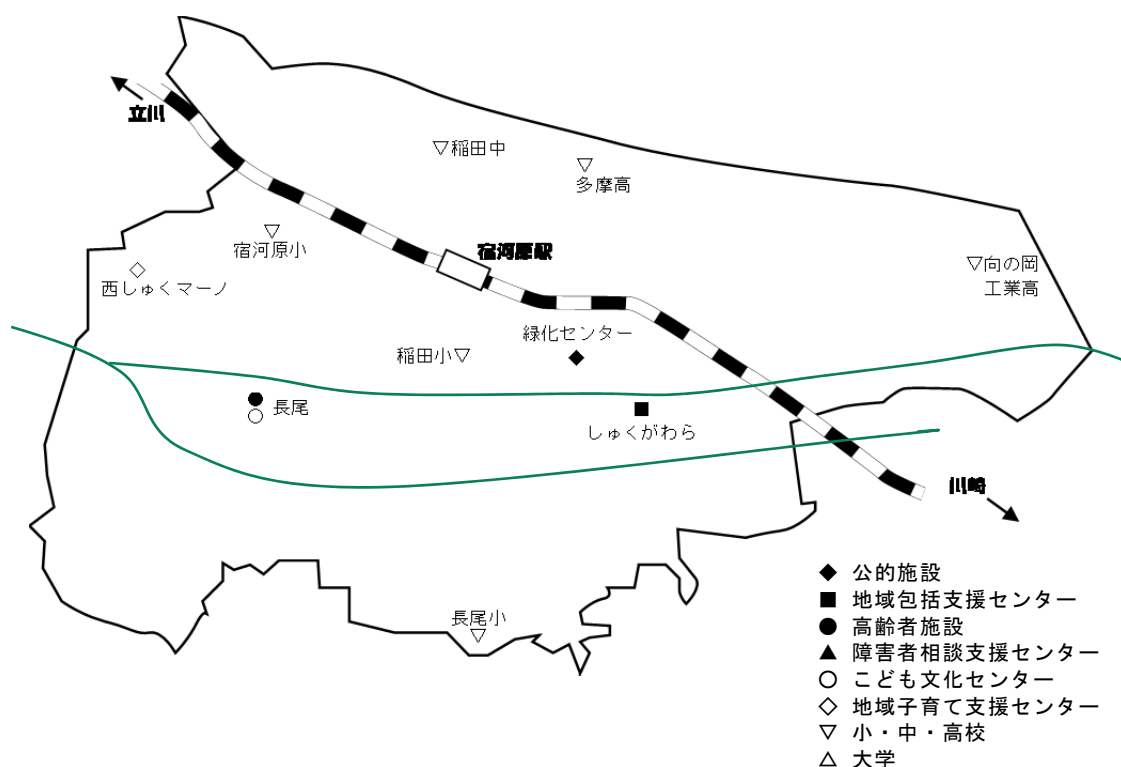 立川
▽稲田中
▽
多摩高
▽
宿河原小
宿河原駅
▽向の岡
工業高
◇
西しゅくマーノ
緑化センター
◆
稲田小▽
●
○
長尾
■
しゅくがわら
川崎
長尾小
▽
◆ 公的施設
■ 地域包括支援センター
● 高齢者施設
▲ 障害者相談支援センター
○ こども文化センター
◇ 地域子育て支援センター
▽ 小・中・高校
△ 大学